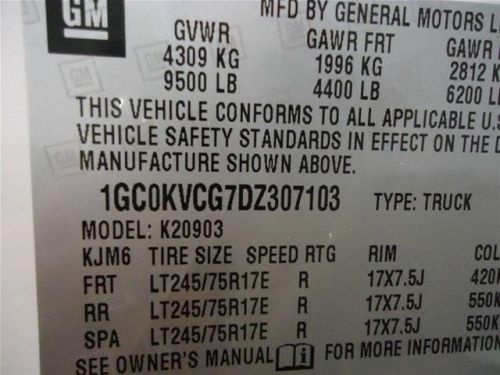 GM
MFD BY GENERAL MOTORS L
GVWR GAWR FRT GAWR
4309 KG 1996 KG 2812 K
9500 LB 4400 LB 6200 L
THIS VEHICLE CONFORMS TO ALL APPLICABLE U.S
VEHICLE SAFETY STANDARDS IN EFFECT ON THE D
MANUFACTURE SHOWN ABOVE.
1GC0KVCG7DZ307103 TYPE: TRUCK
MODEL: K20903
KJM6 TIRE SIZE SPEED RTG RIM COL
FRT LT245/75R17E R 17X7.5J 420K
RR LT245/75R17E R 17X7.5J 550K
SPA LT245/75R17E R 17X7.5J 550K
SEE OWNER'S MANUAL FOR MORE INFORMATION